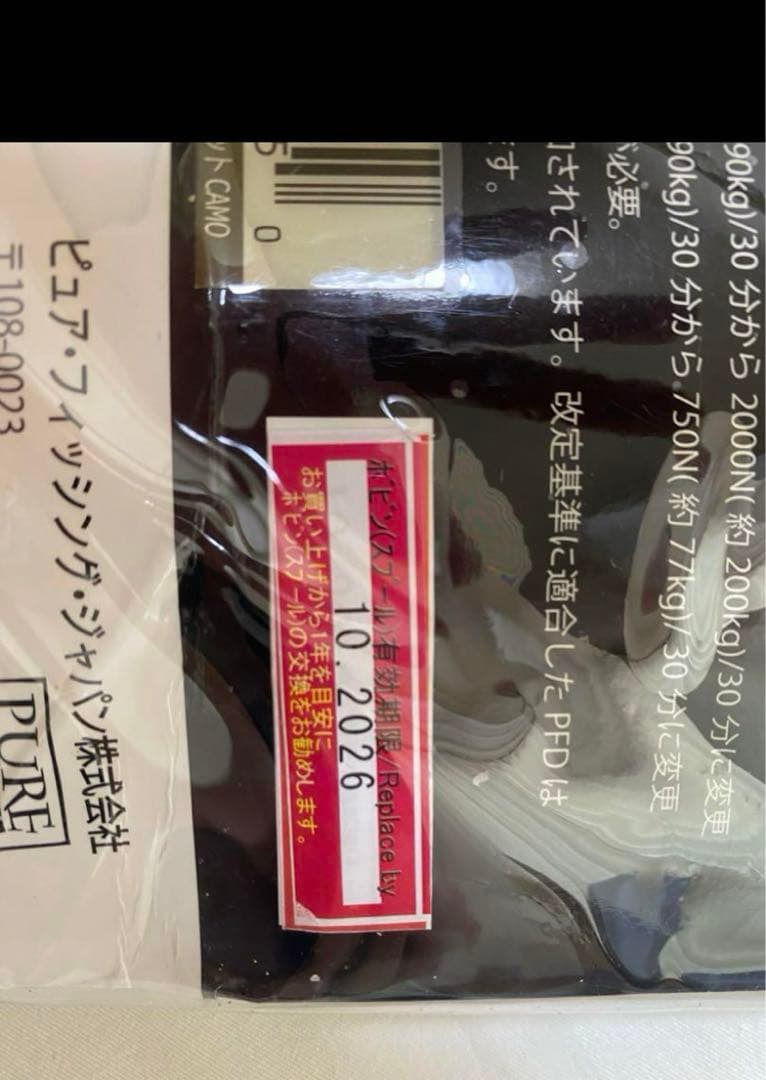 90kg)/30 分から 2000N( 約 200kg)/30 分に変更
90kg)/30 分から 750N( 約 77kg)/ 30 分に変更
必要。
されています。改定基準に適合した PFD は
す。
5 0
ット CAMO
ボビン(スプール)有効期限/Replace by
10. 2026
お買い上げから1年を目安に
ボビン(スプール)の交換をお勧めします。
ピュア・フィッシング・ジャパン株式会社
〒108-0023
PURE